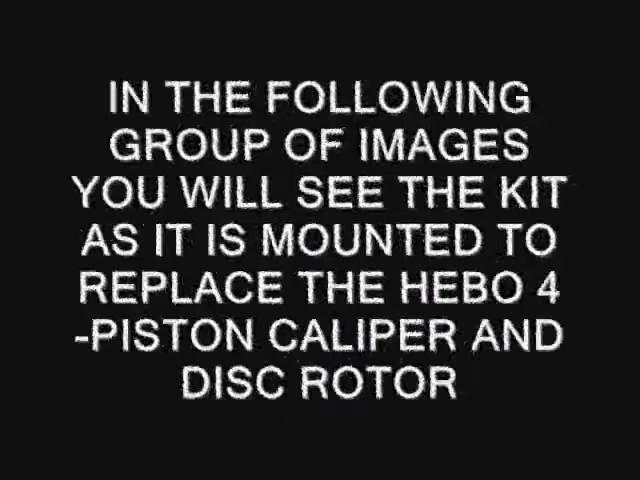 IN THE FOLLOWING
GROUP OF IMAGES
YOU WILL SEE THE KIT
AS IT IS MOUNTED TO
REPLACE THE HEBO 4
-PISTON CALIPER AND
DISC ROTOR